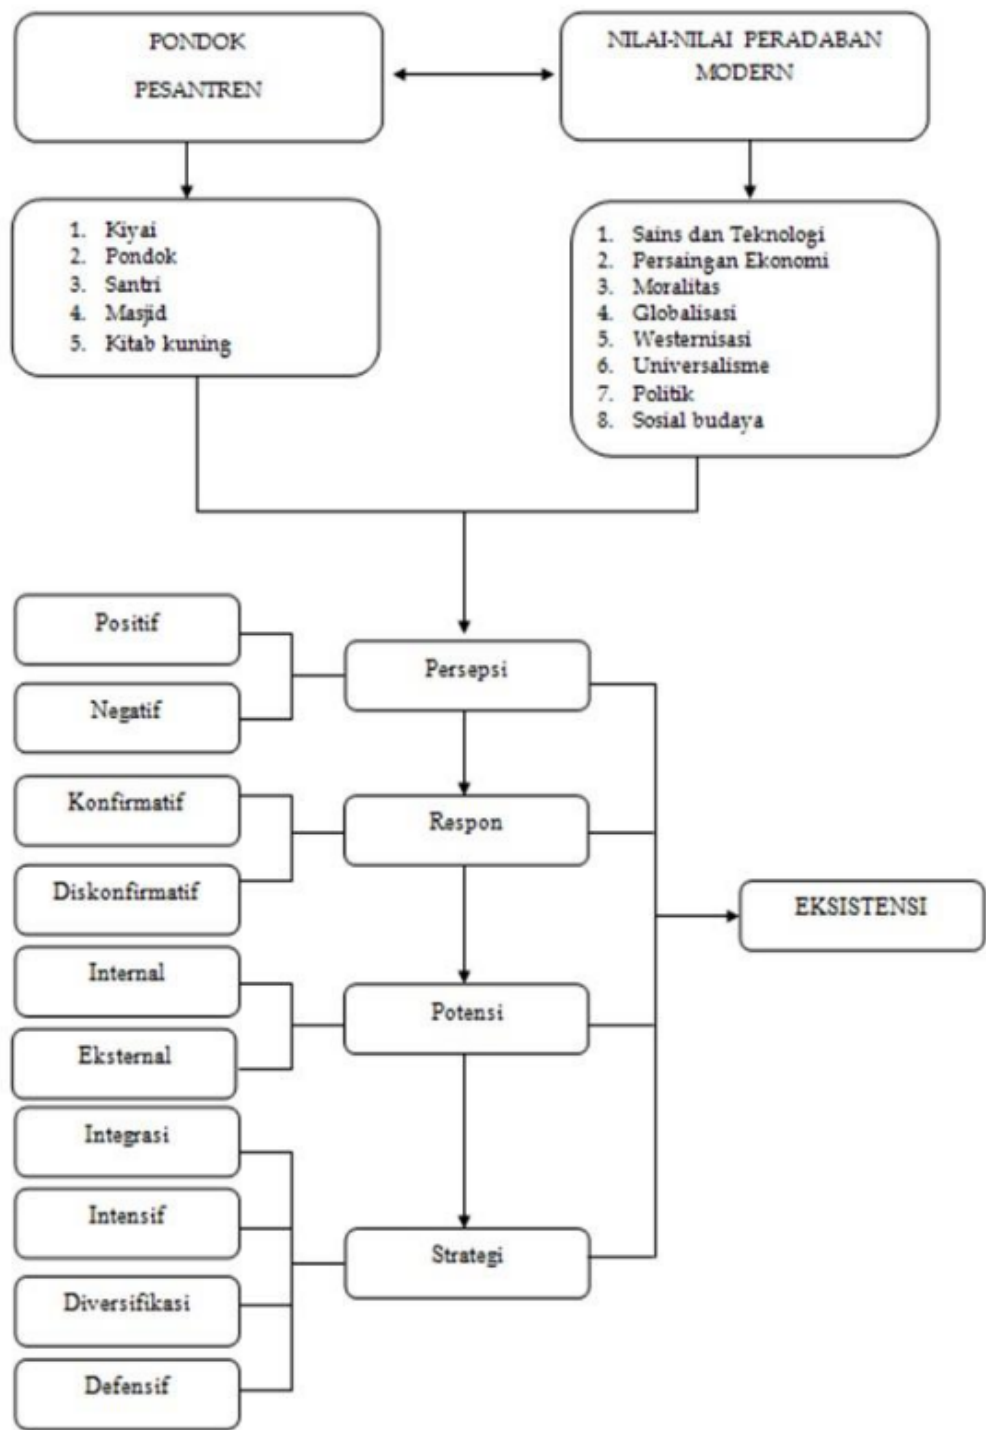 PONDOK
PESANTREN
NILAI-NILAI PERADABAN
MODERN
1. Kiyai
2. Pondok
3. Santri
4. Masjid
5. Kitab kuning
1. Sains dan Teknologi
2. Persaingan Ekonomi
3. Moralitas
4. Globalisasi
5. Westernisasi
6. Universalisme
7. Politik
8. Sosial budaya
Positif
Negatif
Persepsi
Konfirmatif
Diskonfirmatif
Respon
EKSISTENSI
Internal
Eksternal
Potensi
Integrasi
Intensif
Diversifikasi
Defensif
Strategi